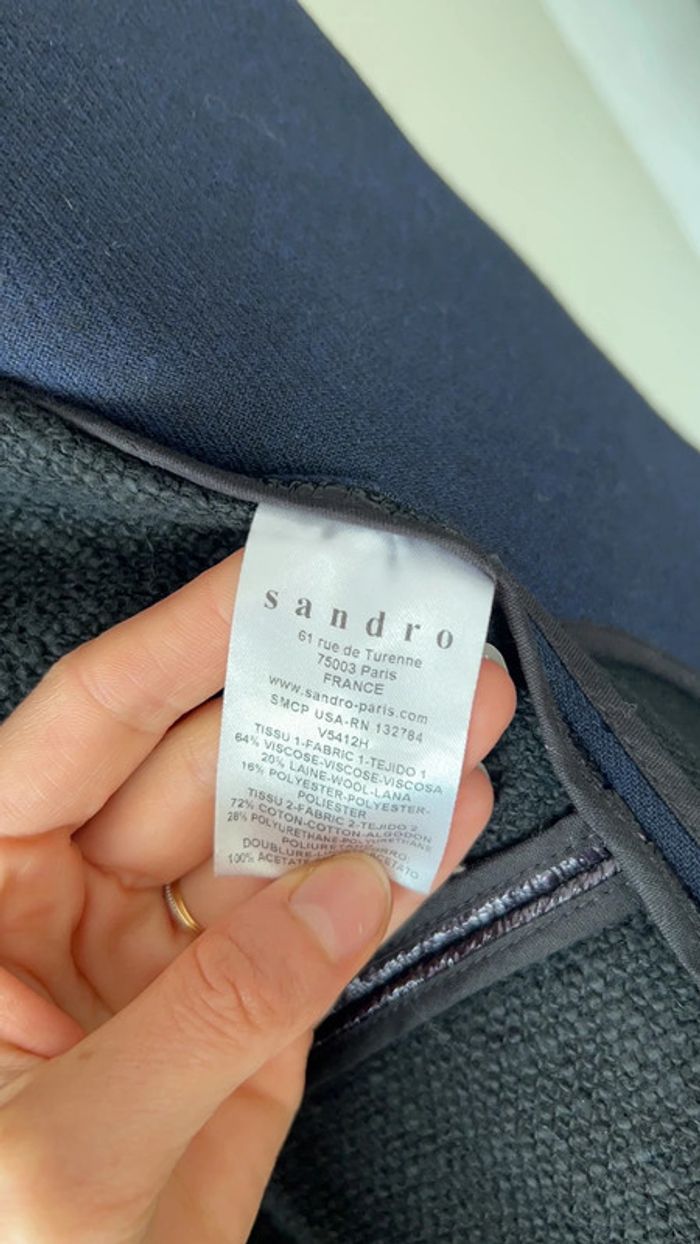 sandro
61 rue de Turenne
75003 Paris
FRANCE
www.sandro-paris.com
SMCP USA-RN 132784
V5412H
TISSU 1-FABRIC 1-TEJIDO 1
64% VISCOSE-VISCOSE-VISCOSA
20% LAINE-WOOL-LANA
16% POLYESTER-POLYESTER-
POLIESTER
TISSU 2-FABRIC 2-TEJIDO 2
72% COTON-COTTON-ALGODON
28% POLYURETHANE-POLYURETHANE
100% ACETATE